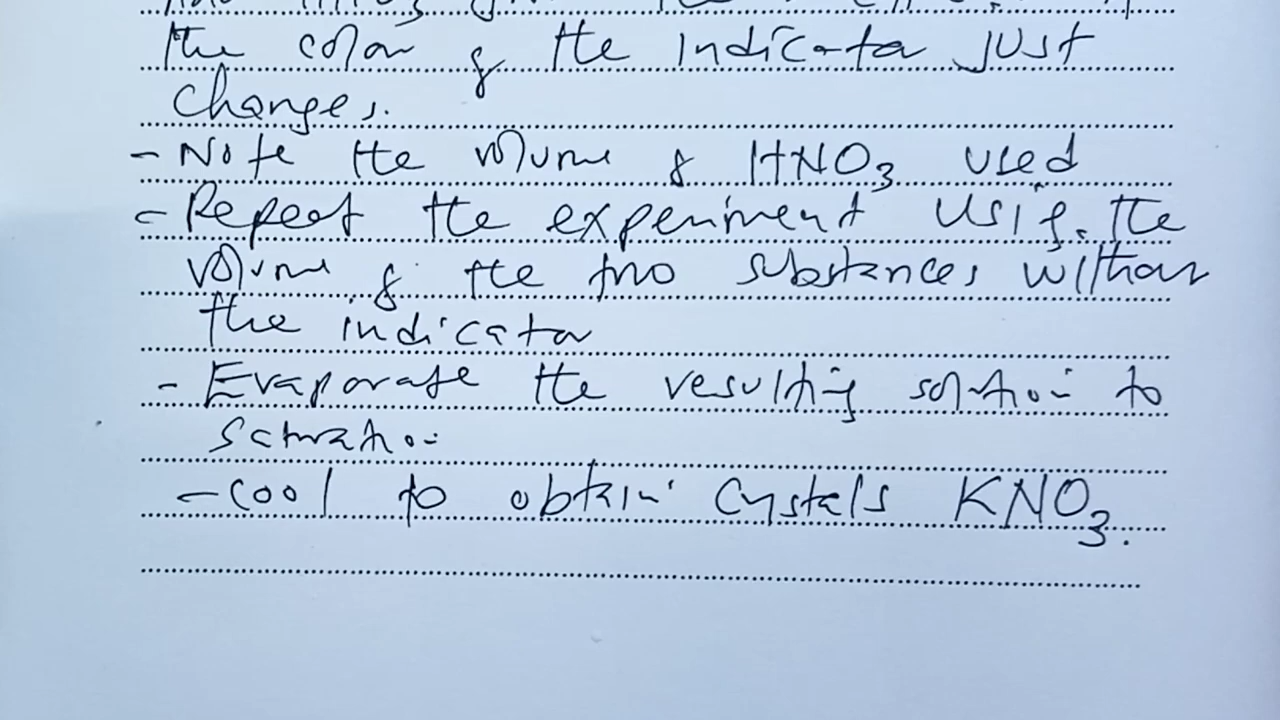 the color of the indicator just
changes.
- Note the volume of HNO3 used
- Repeat the experiment using the
volume of the two substances without
the indicator
- Evaporate the resulting solution to
saturation
- cool to obtain crystals KNO3.